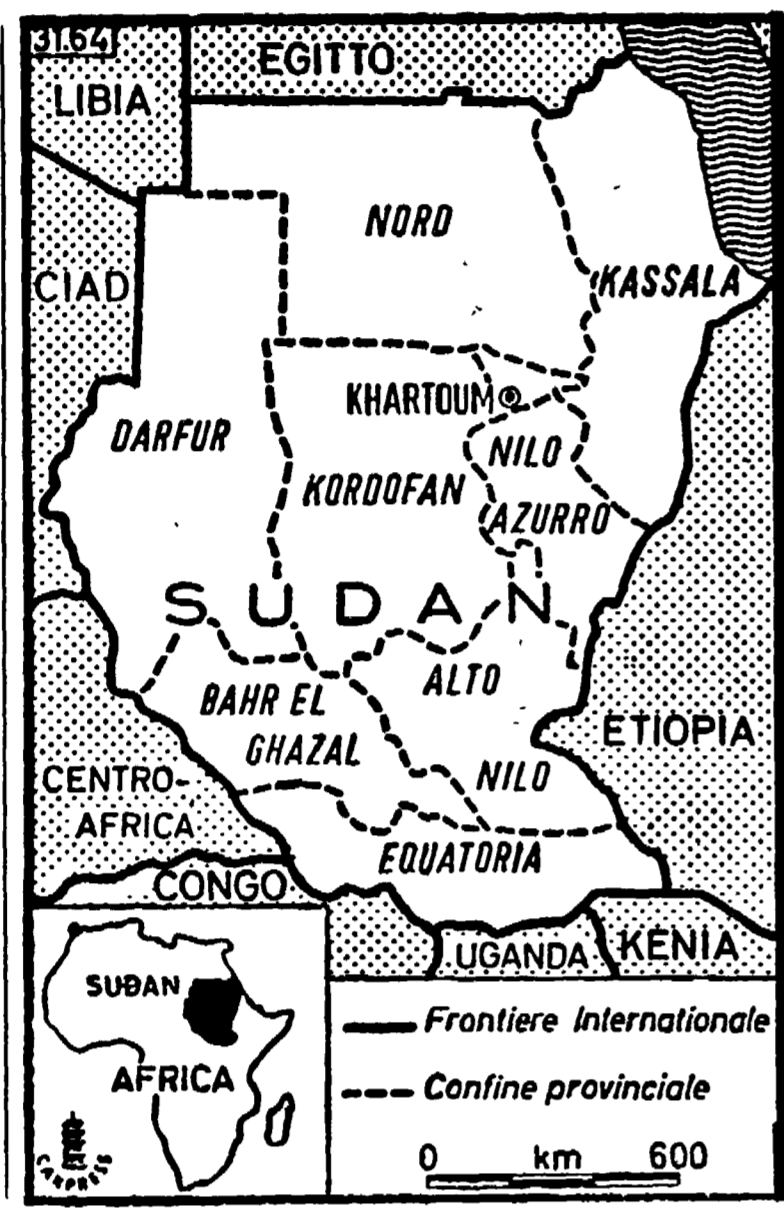 31.64
EGITTO
LIBIA
NORD
CIAD
KASSALA
KHARTOUM
DARFUR
NILO
KORDOFAN
AZURRO
SUDAN
ALTO
BAHR EL
GHAZAL
ETIOPIA
NILO
CENTRO-
AFRICA
EQUATORIA
CONGO
UGANDA
KENIA
SUDAN
AFRICA
CARPRESS
Frontiere Internationale
Confine provinciale
0 km 600